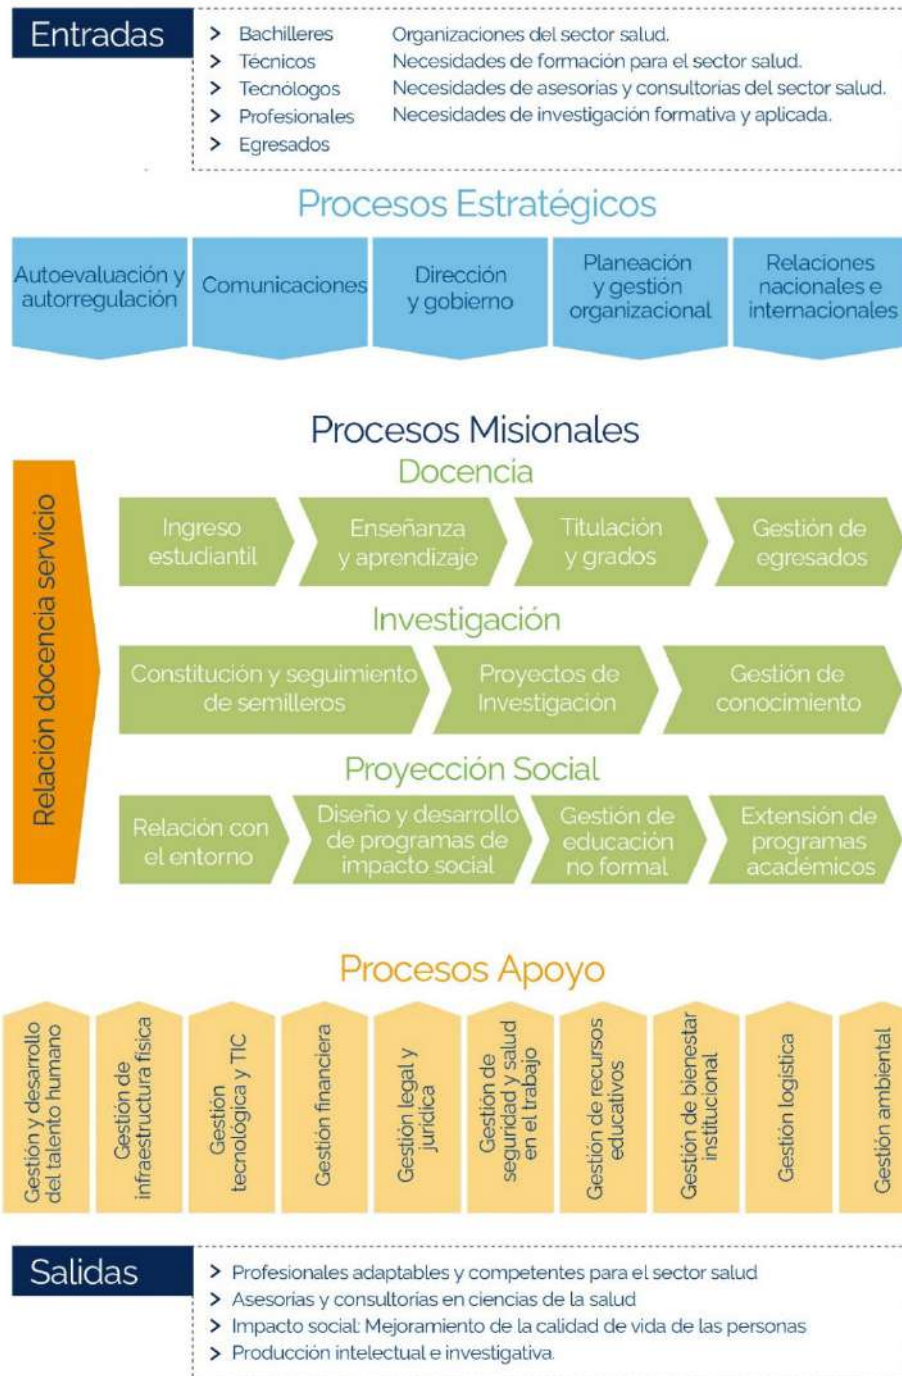 Entradas
> Bachilleres Organizaciones del sector salud.
> Técnicos Necesidades de formación para el sector salud.
> Tecnólogos Necesidades de asesorías y consultorías del sector salud.
> Profesionales Necesidades de investigación formativa y aplicada.
> Egresados
Procesos Estratégicos
Autoevaluación y
autorregulación
Comunicaciones
Dirección
y gobierno
Planeación
y gestión
organizacional
Relaciones
nacionales e
internacionales
Procesos Misionales
Relación docencia servicio
Docencia
Ingreso
estudiantil
Enseñanza
y aprendizaje
Titulación
y grados
Gestión de
egresados
Investigación
Constitución y seguimiento
de semilleros
Proyectos de
Investigación
Gestión de
conocimiento
Proyección Social
Relación con
el entorno
Diseño y desarrollo
de programas de
impacto social
Gestión de
educación
no formal
Extensión de
programas
académicos
Procesos Apoyo
Gestión y desarrollo
del talento humano
Gestión de
infraestructura física
Gestión
tecnológica y TIC
Gestión financiera
Gestión legal y
jurídica
Gestión de
seguridad y salud
en el trabajo
Gestión de recursos
educativos
Gestión de bienestar
institucional
Gestión logística
Gestión ambiental
Salidas
> Profesionales adaptables y competentes para el sector salud
> Asesorías y consultorías en ciencias de la salud
> Impacto social: Mejoramiento de la calidad de vida de las personas
> Producción intelectual e investigativa.